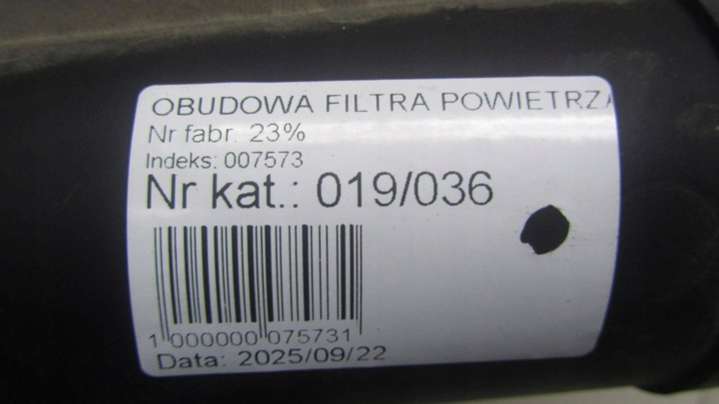 OBUDOWA FILTRA POWIETRZA
Nr fabr. 23%
Indeks: 007573
Nr kat.: 019/036
1 000000 075731
Data: 2025/09/22